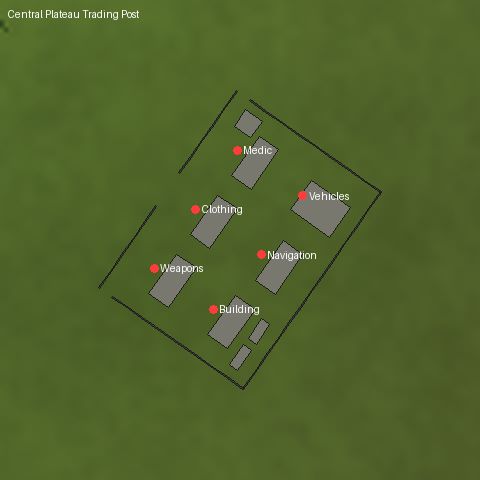 Central Plateau Trading Post
Medic
Vehicles
Clothing
Navigation
Weapons
Building